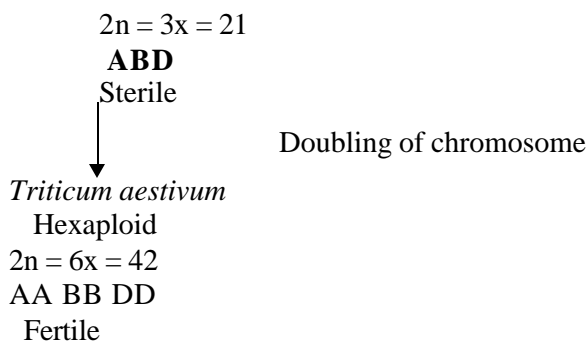 2n = 3x = 21
ABD
Sterile
Doubling of chromosome
Triticum aestivum
Hexaploid
2n = 6x = 42
AA BB DD
Fertile